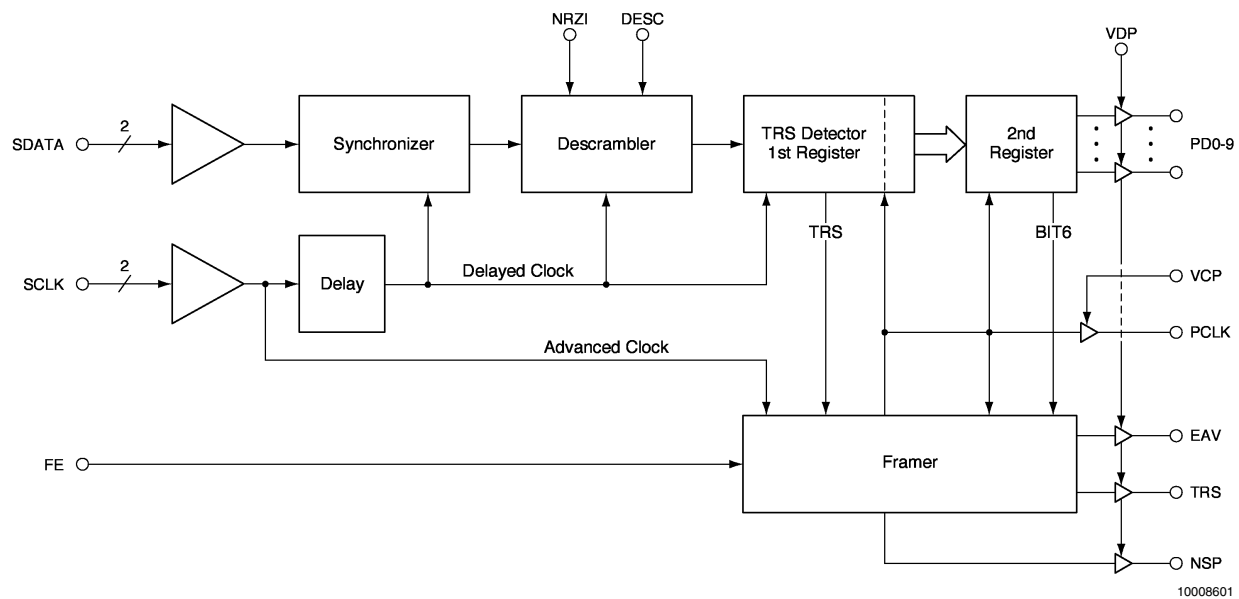 NRZI
DESC
VDP
SDATA
2
Synchronizer
Descrambler
TRS Detector
1st Register
2nd
Register
PD0-9
TRS
BIT6
SCLK
2
Delay
Delayed Clock
VCP
PCLK
Advanced Clock
FE
Framer
EAV
TRS
NSP
10008601